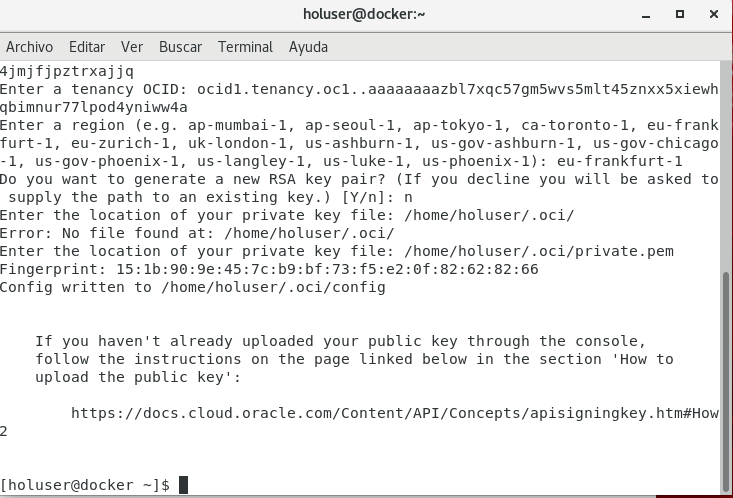 holuser@docker:~
Archivo Editar Ver Buscar Terminal Ayuda
4jmjfjpztrxajjq
Enter a tenancy OCID: ocid1.tenancy.oc1..aaaaaaaazbl7xqc57gm5wvs5mlt45znxx5xiewh
qbimnur77lpod4yniww4a
Enter a region (e.g. ap-mumbai-1, ap-seoul-1, ap-tokyo-1, ca-toronto-1, eu-frank
furt-1, eu-zurich-1, uk-london-1, us-ashburn-1, us-gov-ashburn-1, us-gov-chicago
-1, us-gov-phoenix-1, us-langley-1, us-luke-1, us-phoenix-1): eu-frankfurt-1
Do you want to generate a new RSA key pair? (If you decline you will be asked to
 supply the path to an existing key.) [Y/n]: n
Enter the location of your private key file: /home/holuser/.oci/
Error: No file found at: /home/holuser/.oci/
Enter the location of your private key file: /home/holuser/.oci/private.pem
Fingerprint: 15:1b:90:9e:45:7c:b9:bf:73:f5:e2:0f:82:62:82:66
Config written to /home/holuser/.oci/config
If you haven't already uploaded your public key through the console,
follow the instructions on the page linked below in the section 'How to
upload the public key':
https://docs.cloud.oracle.com/Content/API/Concepts/apisigningkey.htm#How
2
[holuser@docker ~]$